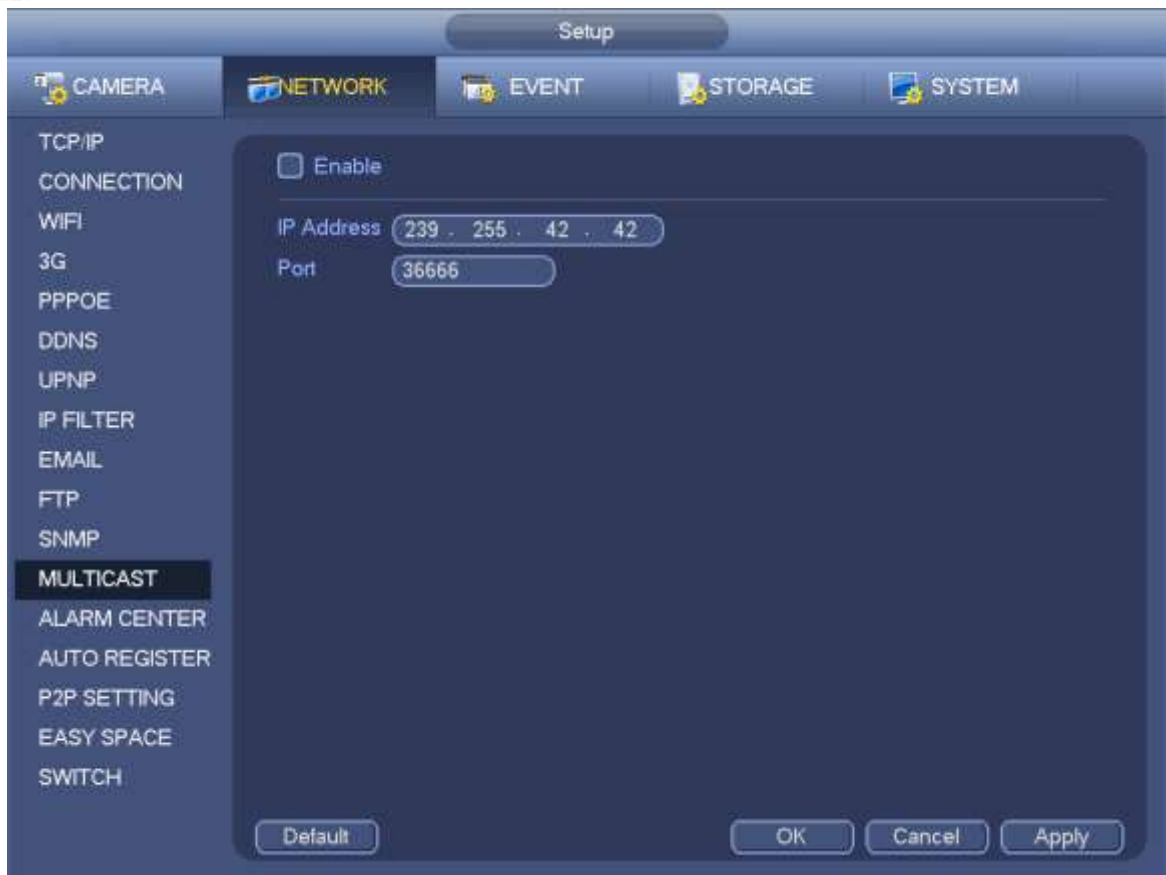 Setup
CAMERA NETWORK EVENT STORAGE SYSTEM
TCP/IP
CONNECTION
WIFI
3G
PPPOE
DDNS
UPNP
IP FILTER
EMAIL
FTP
SNMP
MULTICAST
ALARM CENTER
AUTO REGISTER
P2P SETTING
EASY SPACE
SWITCH
Enable
IP Address 239 . 255 . 42 . 42
Port 36666
Default OK Cancel Apply